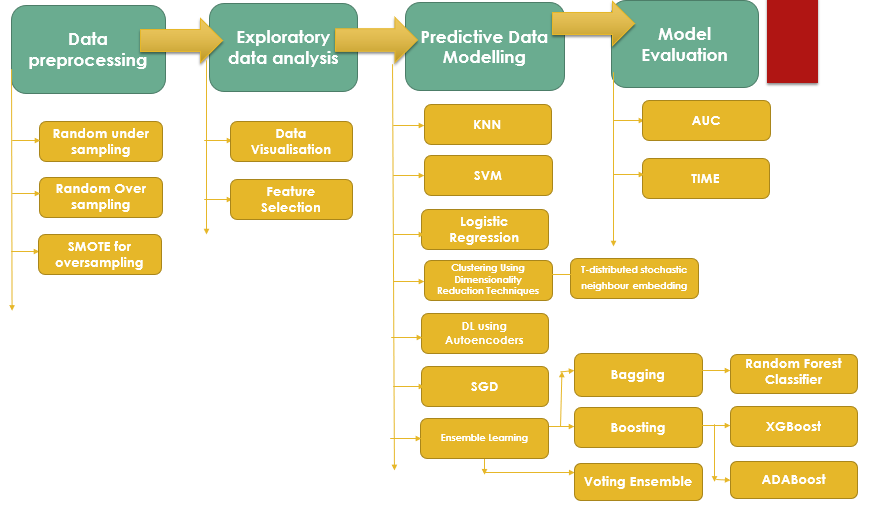 Data
preprocessing
Exploratory
data analysis
Predictive Data
Modelling
Model
Evaluation
Random under
sampling
Random Over
sampling
SMOTE for
oversampling
Data
Visualisation
Feature
Selection
KNN
SVM
Logistic
Regression
Clustering Using
Dimensionality
Reduction Techniques
T-distributed stochastic
neighbour embedding
DL using
Autoencoders
SGD
Ensemble Learning
Bagging
Random Forest
Classifier
Boosting
XGBoost
ADABoost
Voting Ensemble
AUC
TIME